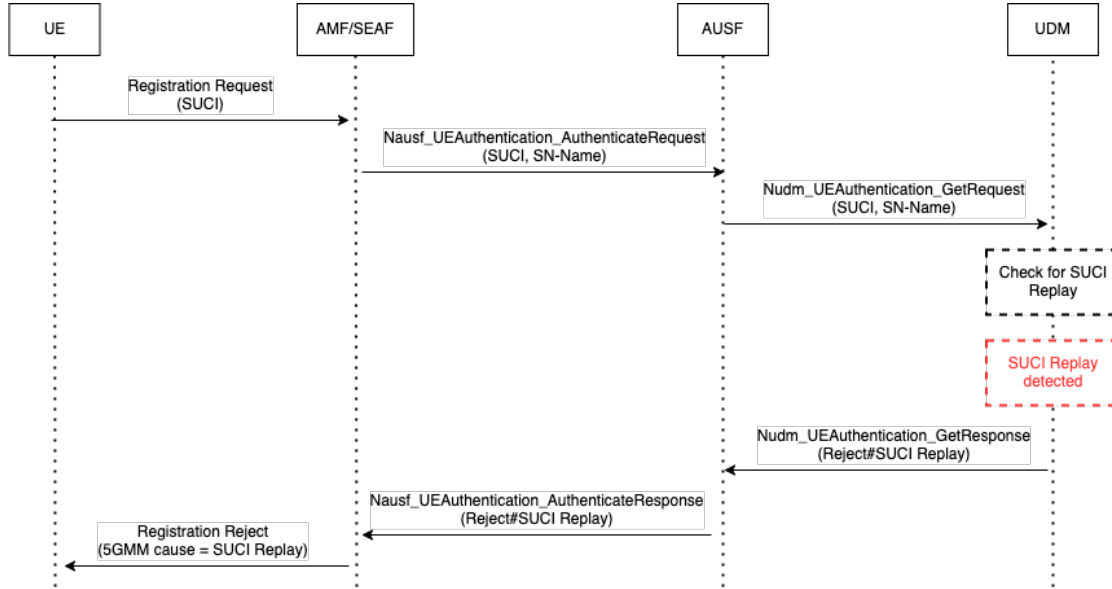 UE
AMF/SEAF
AUSF
UDM
Registration Request
(SUCI)
Nausf_UEAuthentication_AuthenticateRequest
(SUCI, SN-Name)
Nudm_UEAuthentication_GetRequest
(SUCI, SN-Name)
Check for SUCI
Replay
SUCI Replay
detected
Nudm_UEAuthentication_GetResponse
(Reject#SUCI Replay)
Nausf_UEAuthentication_AuthenticateResponse
(Reject#SUCI Replay)
Registration Reject
(5GMM cause = SUCI Replay)